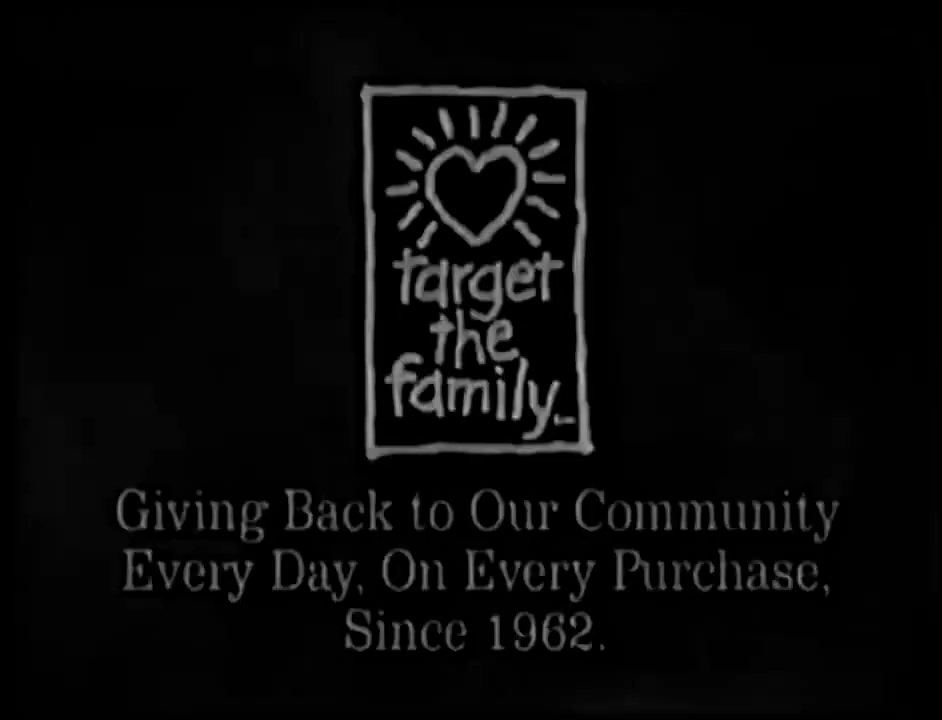 target
the
family
Giving Back to Our Community
Every Day, On Every Purchase,
Since 1962.